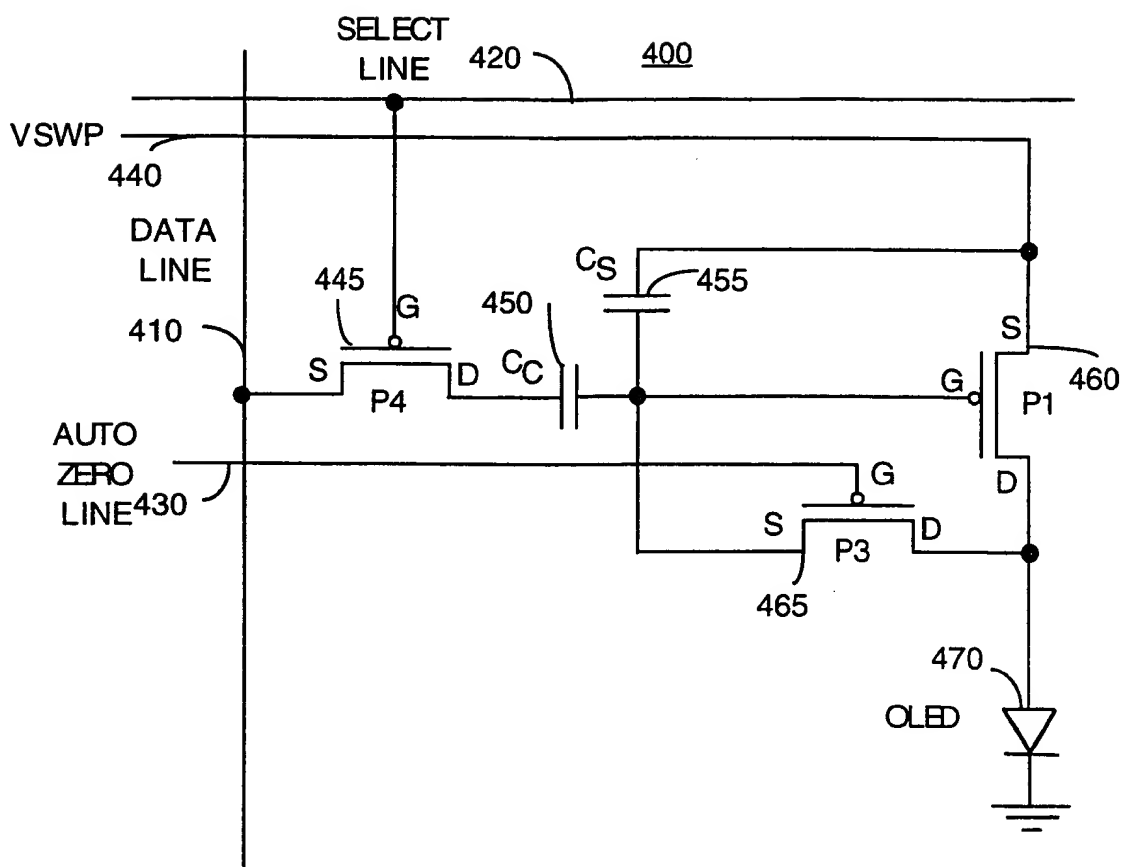 SELECT
LINE
420
400
VSWP
440
DATA
LINE
410
445
G
S
D
P4
450
CC
CS
455
S
460
G
P1
D
AUTO
ZERO
LINE
430
G
S
D
P3
465
470
OLED